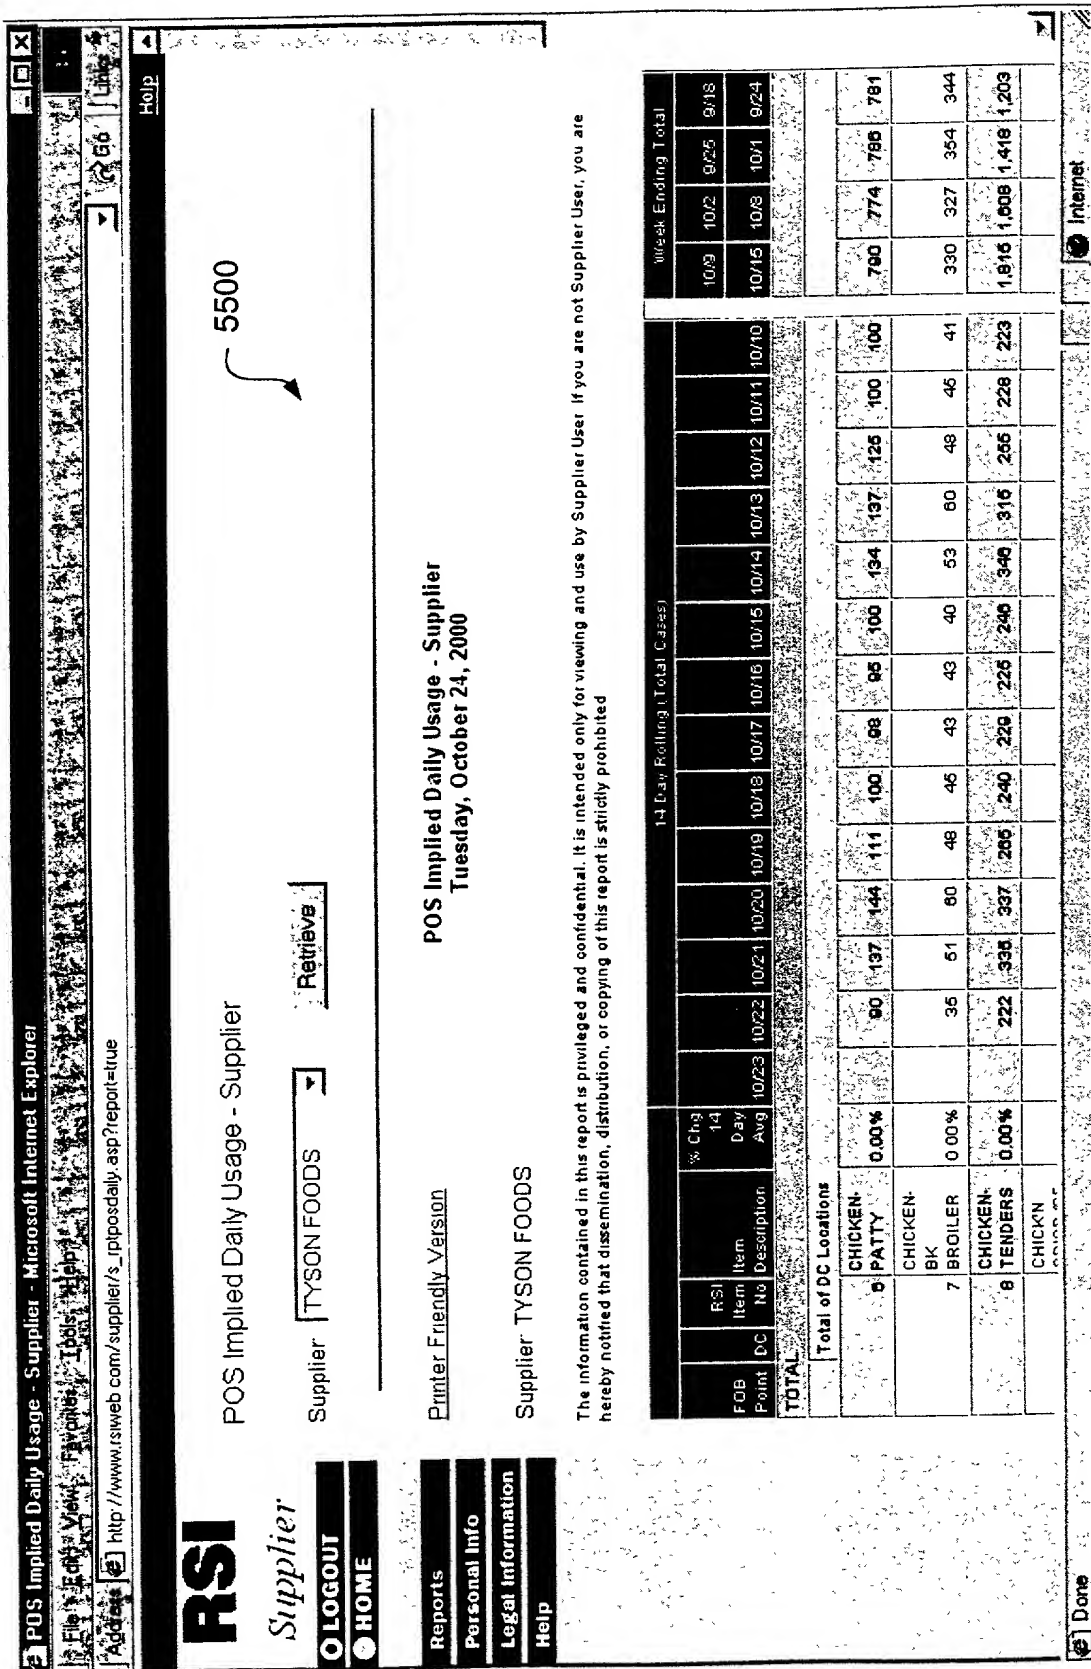 POS Implied Daily Usage - Supplier - Microsoft Internet Explorer
File Edit View Favorites Tools Help
Address http://www.rsiweb com/supplier/s_rptposdaily.asp?report=true Go Links
Help
RSI
Supplier
LOGOUT
HOME
Reports
Personal Info
Legal Information
Help
POS Implied Daily Usage - Supplier
5500
Supplier TYSON FOODS Retrieve
Printer Friendly Version
POS Implied Daily Usage - Supplier
Tuesday, October 24, 2000
Supplier TYSON FOODS
The information contained in this report is privileged and confidential. It is intended only for viewing and use by Supplier User If you are not Supplier User, you are
hereby notified that dissemination, distribution, or copying of this report is strictly prohibited
14 Day Rolling (Total Cases) Week Ending Total
FOB Point DC RSI Item No Item Description % Chg 14 Day Avg 10/23 10/22 10/21 10/20 10/19 10/18 10/17 10/16 10/15 10/14 10/13 10/12 10/11 10/10 10/9 10/2 9/25 9/18
10/15 10/8 10/1 9/24
TOTAL
Total of DC Locations
6 CHICKEN- PATTY 0.00% 90 137 144 111 100 98 95 100 134 137 125 100 100 790 774 786 781
7 CHICKEN- BK BROILER 0 00% 35 51 60 48 46 43 43 40 53 60 48 46 41 330 327 354 344
8 CHICKEN- TENDERS 0.00% 222 335 337 265 240 229 225 246 346 315 255 228 223 1,815 1,608 1,418 1,203
CHICK'N
Done Internet